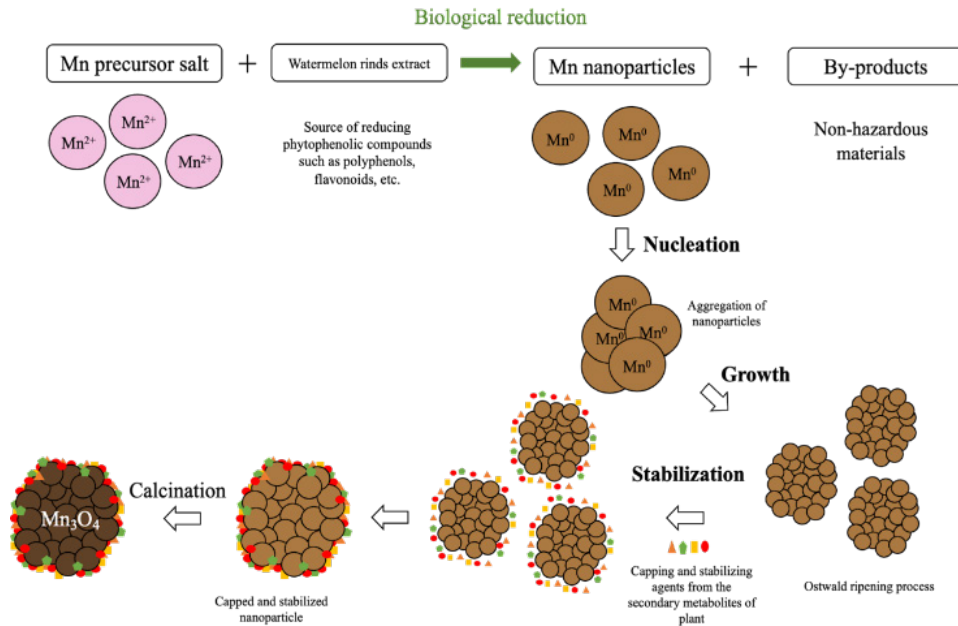 Biological reduction
Mn precursor salt
+
Watermelon rinds extract
Mn nanoparticles
+
By-products
Mn²⁺
Mn²⁺
Mn²⁺
Mn²⁺
Source of reducing
phytophenolic compounds
such as polyphenols,
flavonoids, etc.
Mn⁰
Mn⁰
Mn⁰
Mn⁰
Non-hazardous
materials
Nucleation
Mn⁰
Mn⁰
Mn⁰
Mn⁰
Aggregation of
nanoparticles
Growth
Stabilization
Calcination
Mn₃O₄
Capped and stabilized
nanoparticle
Capping and stabilizing
agents from the
secondary metabolites of
plant
Ostwald ripening process